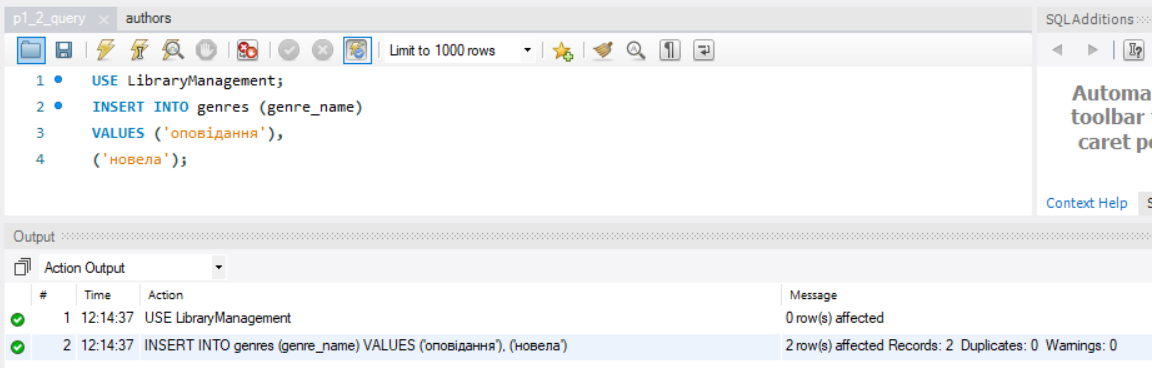 p1_2_query × authors SQLAdditions
Limit to 1000 rows
1 USE LibraryManagement; Automa
2 INSERT INTO genres (genre_name) toolbar
3 VALUES ('оповідання'), caret
4 ('новела');
Context Help
Output
Action Output
# Time Action Message
1 12:14:37 USE LibraryManagement 0 row(s) affected
2 12:14:37 INSERT INTO genres (genre_name) VALUES ('оповідання'), ('новела') 2 row(s) affected Records: 2 Duplicates: 0 Warnings: 0